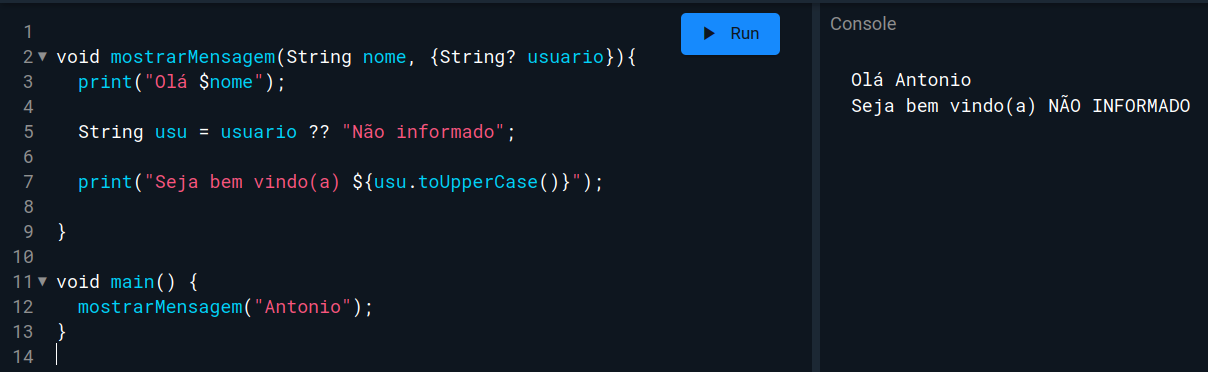 Run
Console
1
2 void mostrarMensagem(String nome, {String? usuario}){
3   print("Olá $nome");
4
5   String usu = usuario ?? "Não informado";
6
7   print("Seja bem vindo(a) ${usu.toUpperCase()}");
8
9 }
10
11 void main() {
12   mostrarMensagem("Antonio");
13 }
14
Olá Antonio
Seja bem vindo(a) NÃO INFORMADO